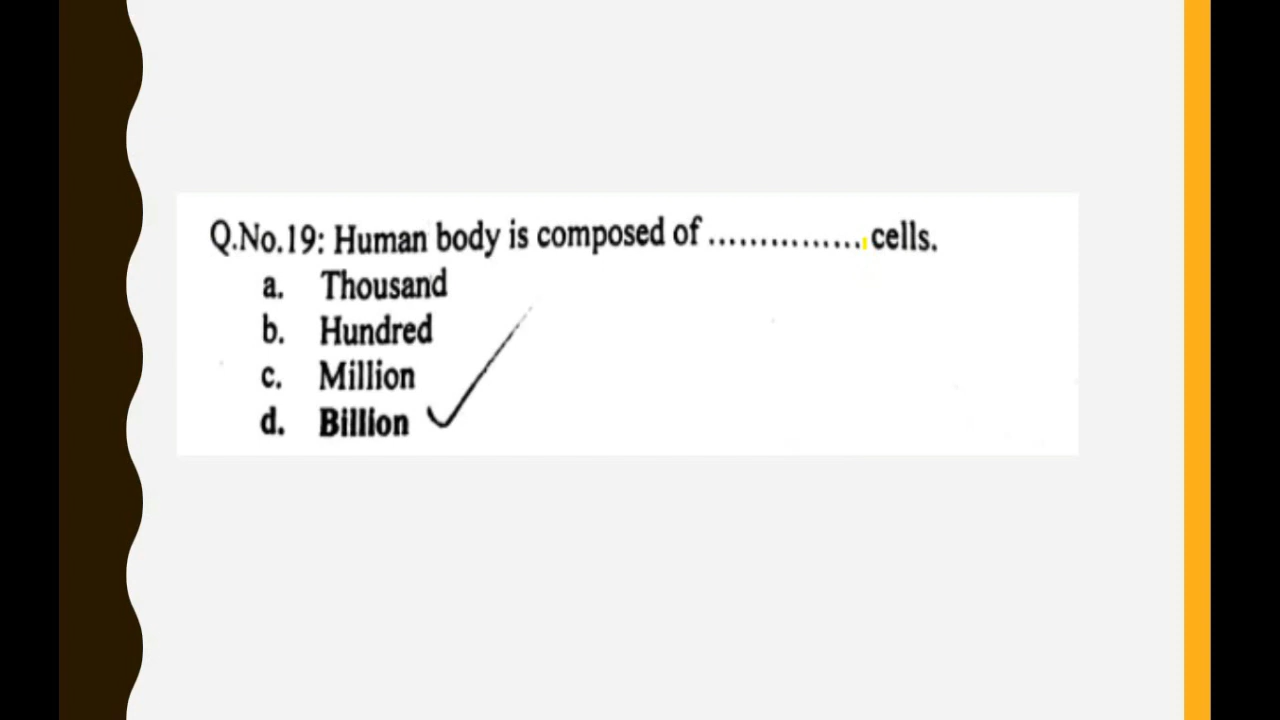 Q.No.19: Human body is composed of ................ cells.
a. Thousand
b. Hundred
c. Million
d. Billion